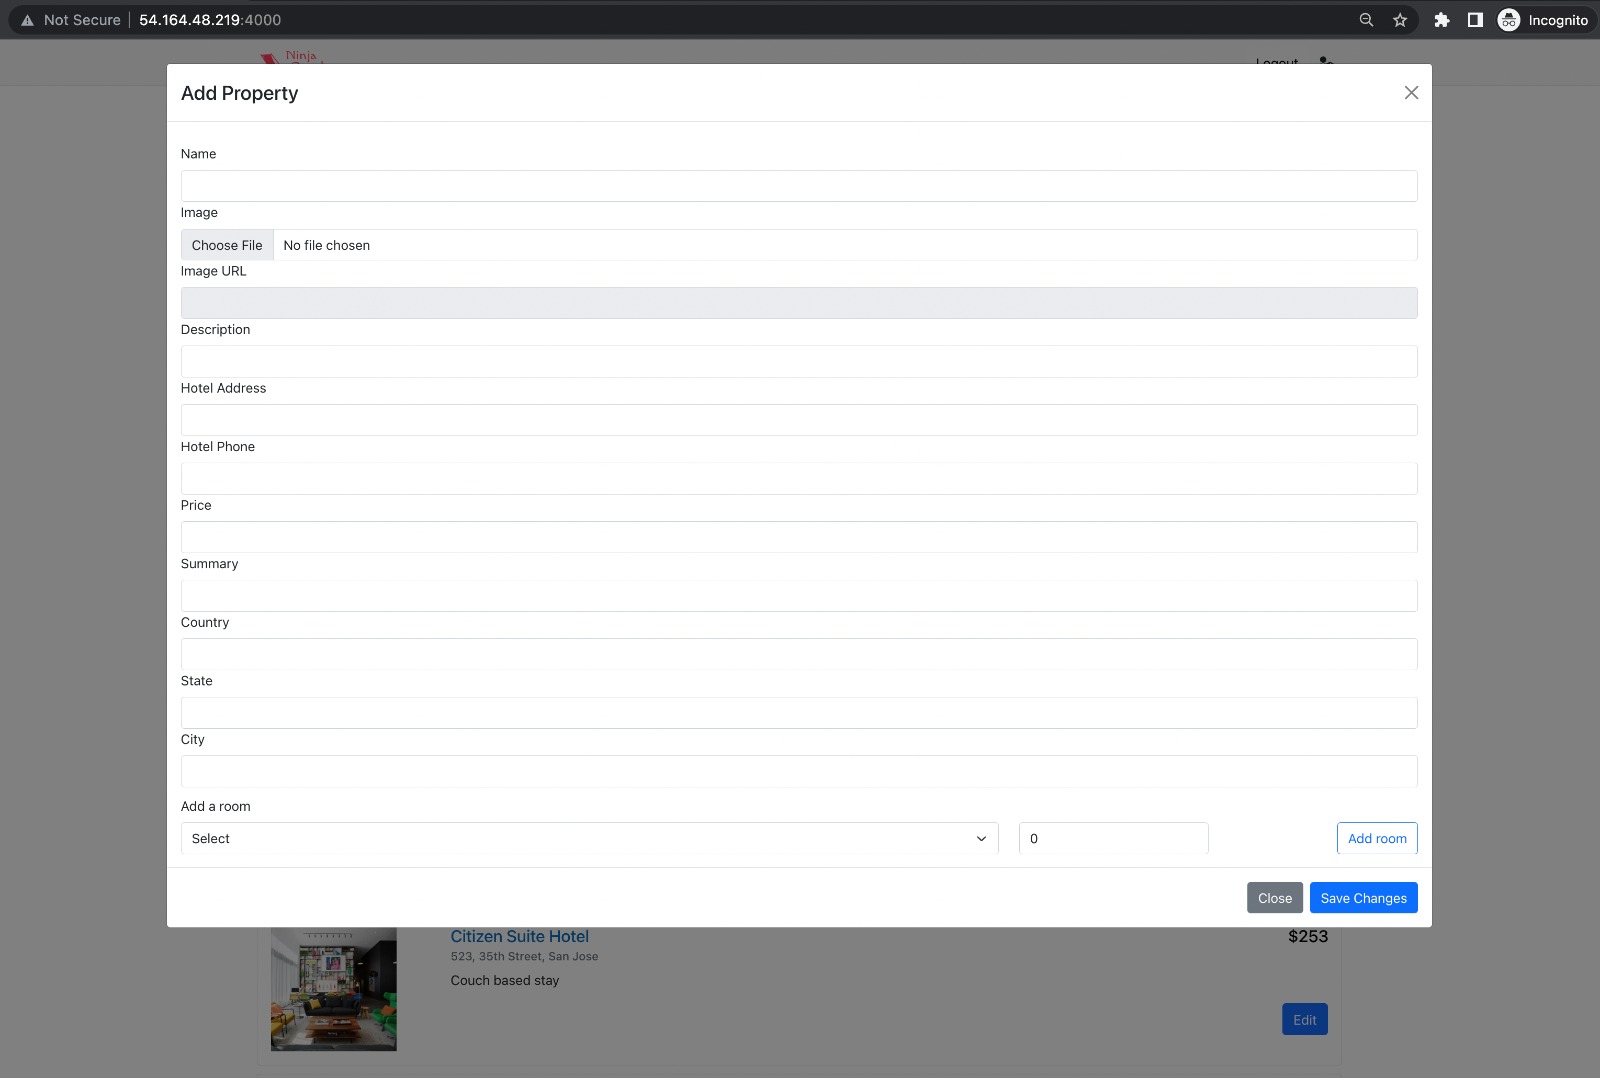 Not Secure | 54.164.48.219:4000
Incognito
Ninja
Logout
Add Property
Name
Image
Choose File No file chosen
Image URL
Description
Hotel Address
Hotel Phone
Price
Summary
Country
State
City
Add a room
Select 0 Add room
Close Save Changes
Citizen Suite Hotel $253
523, 35th Street, San Jose
Couch based stay
Edit